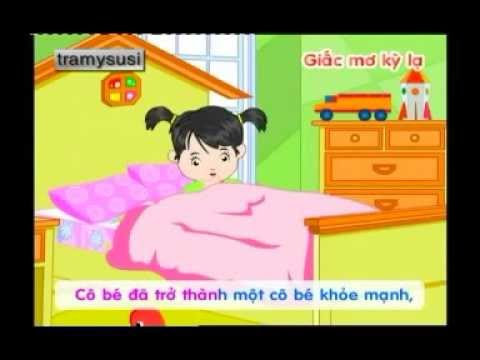 tramysusi
Giấc mơ kỳ lạ
Cô bé đã trở thành một cô bé khỏe mạnh,